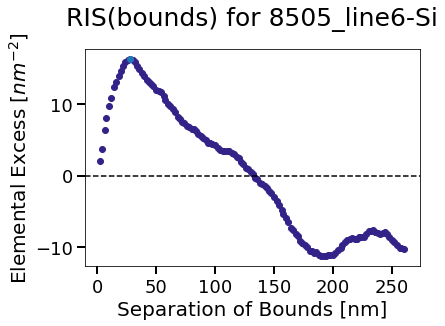 RIS(bounds) for 8505_line6-Si
Elemental Excess [nm⁻²]
10
0
−10
0 50 100 150 200 250
Separation of Bounds [nm]